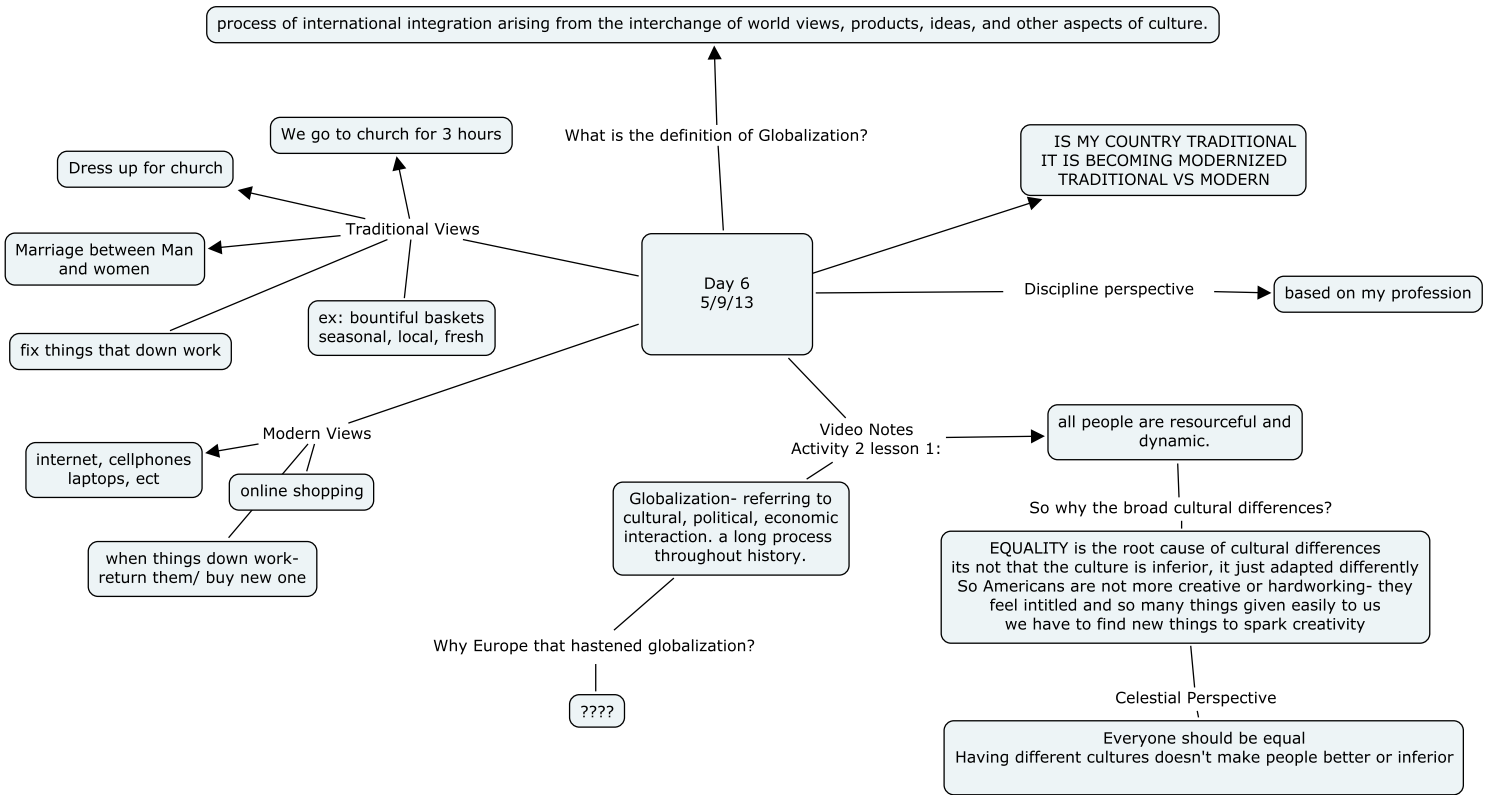 process of international integration arising from the interchange of world views, products, ideas, and other aspects of culture.
What is the definition of Globalization?
We go to church for 3 hours
Dress up for church
Traditional Views
Marriage between Man
and women
fix things that down work
ex: bountiful baskets
seasonal, local, fresh
IS MY COUNTRY TRADITIONAL
IT IS BECOMING MODERNIZED
TRADITIONAL VS MODERN
Day 6
5/9/13
Discipline perspective
based on my profession
Modern Views
internet, cellphones
laptops, ect
online shopping
when things down work-
return them/ buy new one
Video Notes
Activity 2 lesson 1:
all people are resourceful and
dynamic.
Globalization- referring to
cultural, political, economic
interaction. a long process
throughout history.
Why Europe that hastened globalization?
????
So why the broad cultural differences?
EQUALITY is the root cause of cultural differences
its not that the culture is inferior, it just adapted differently
So Americans are not more creative or hardworking- they
feel intitled and so many things given easily to us
we have to find new things to spark creativity
Celestial Perspective
Everyone should be equal
Having different cultures doesn't make people better or inferior